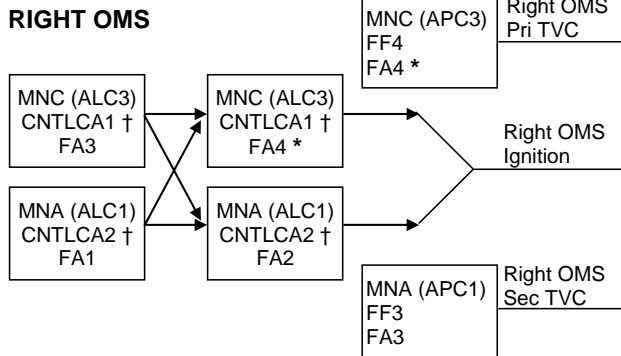 RIGHT OMS
MNC (APC3)
FF4
FA4 *
Right OMS
Pri TVC
MNC (ALC3)
CNTLCA1 †
FA3
MNC (ALC3)
CNTLCA1 †
FA4 *
Right OMS
Ignition
MNA (ALC1)
CNTLCA2 †
FA1
MNA (ALC1)
CNTLCA2 †
FA2
MNA (APC1)
FF3
FA3
Right OMS
Sec TVC